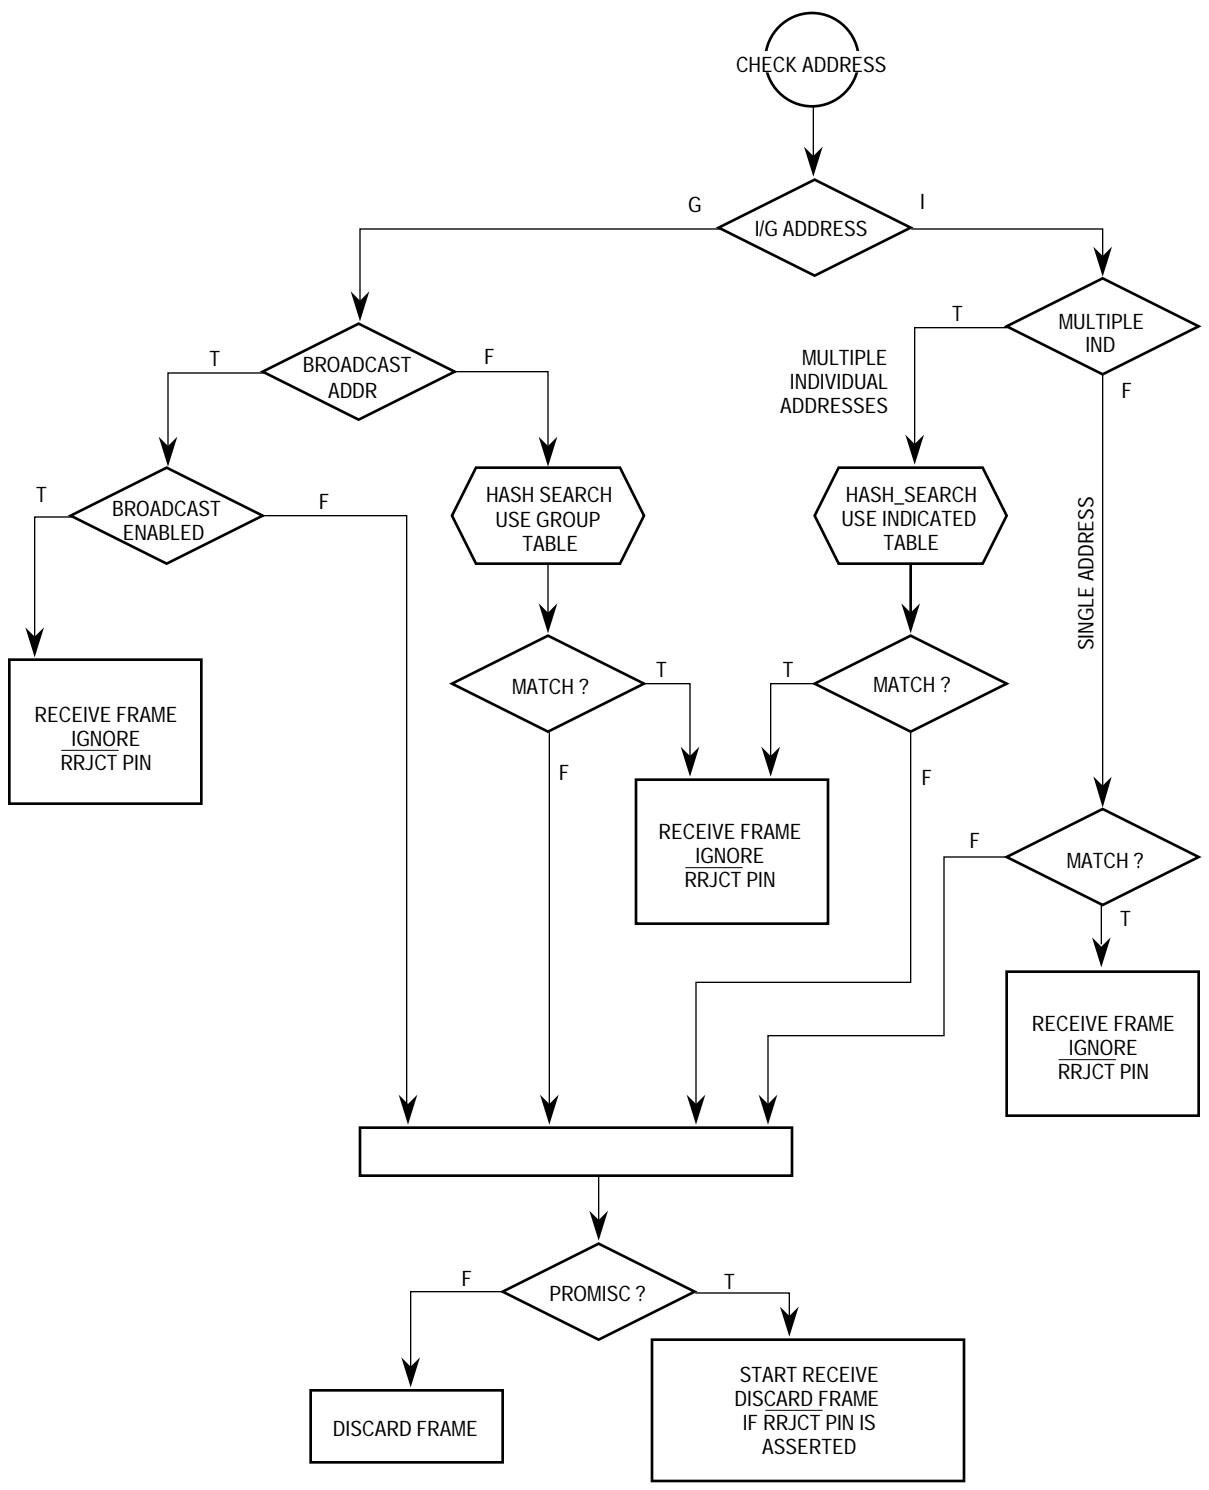 CHECK ADDRESS
G
I
I/G ADDRESS
T
MULTIPLE
IND
T
BROADCAST
ADDR
F
MULTIPLE
INDIVIDUAL
ADDRESSES
F
T
BROADCAST
ENABLED
F
HASH SEARCH
USE GROUP
TABLE
HASH_SEARCH
USE INDICATED
TABLE
SINGLE ADDRESS
RECEIVE FRAME
IGNORE
RRJCT PIN
MATCH ?
T
T
MATCH ?
F
F
RECEIVE FRAME
IGNORE
RRJCT PIN
F
MATCH ?
T
RECEIVE FRAME
IGNORE
RRJCT PIN
F
PROMISC ?
T
DISCARD FRAME
START RECEIVE
DISCARD FRAME
IF RRJCT PIN IS
ASSERTED